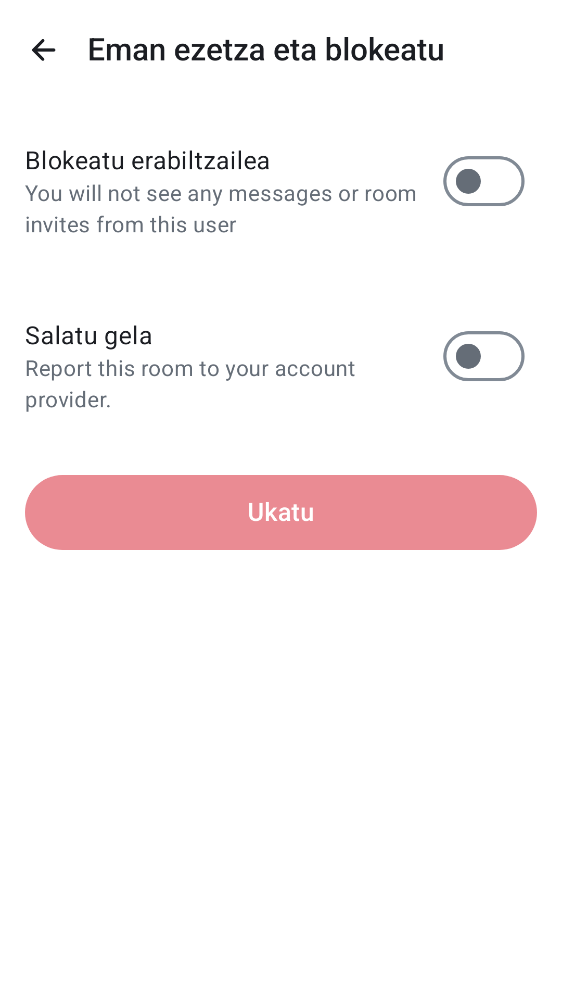 Eman ezetza eta blokeatu
Blokeatu erabiltzailea
You will not see any messages or room
invites from this user
Salatu gela
Report this room to your account
provider.
Ukatu